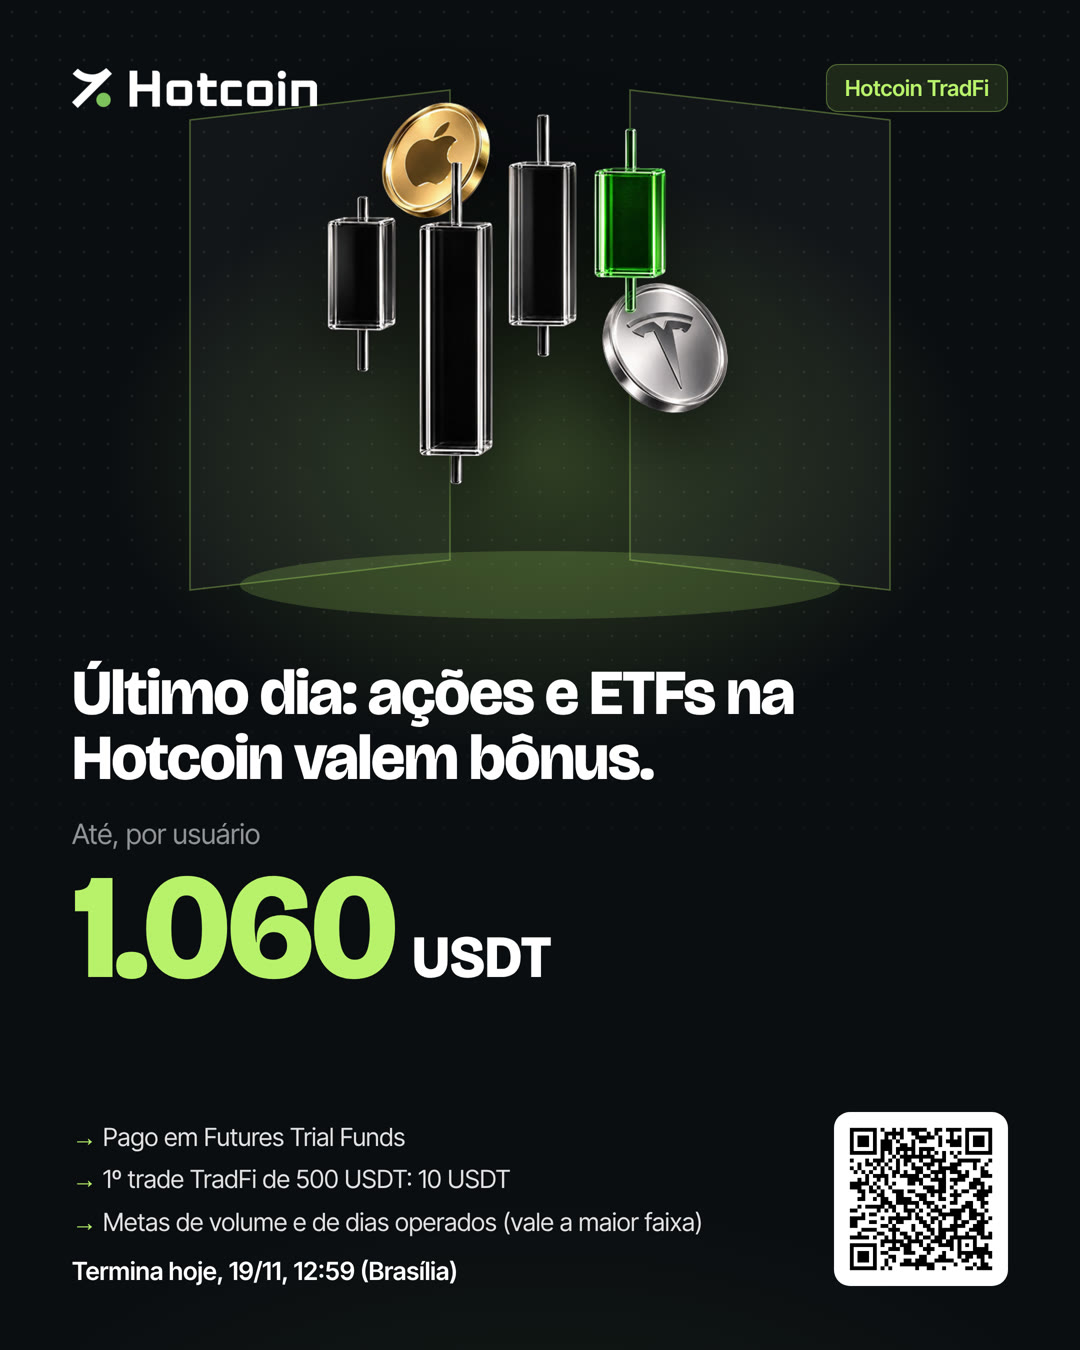 Hotcoin
Hotcoin TradFi
Último dia: ações e ETFs na
Hotcoin valem bônus.
Até, por usuário
1.060 USDT
→ Pago em Futures Trial Funds
→ 1º trade TradFi de 500 USDT: 10 USDT
→ Metas de volume e de dias operados (vale a maior faixa)
Termina hoje, 19/11, 12:59 (Brasília)